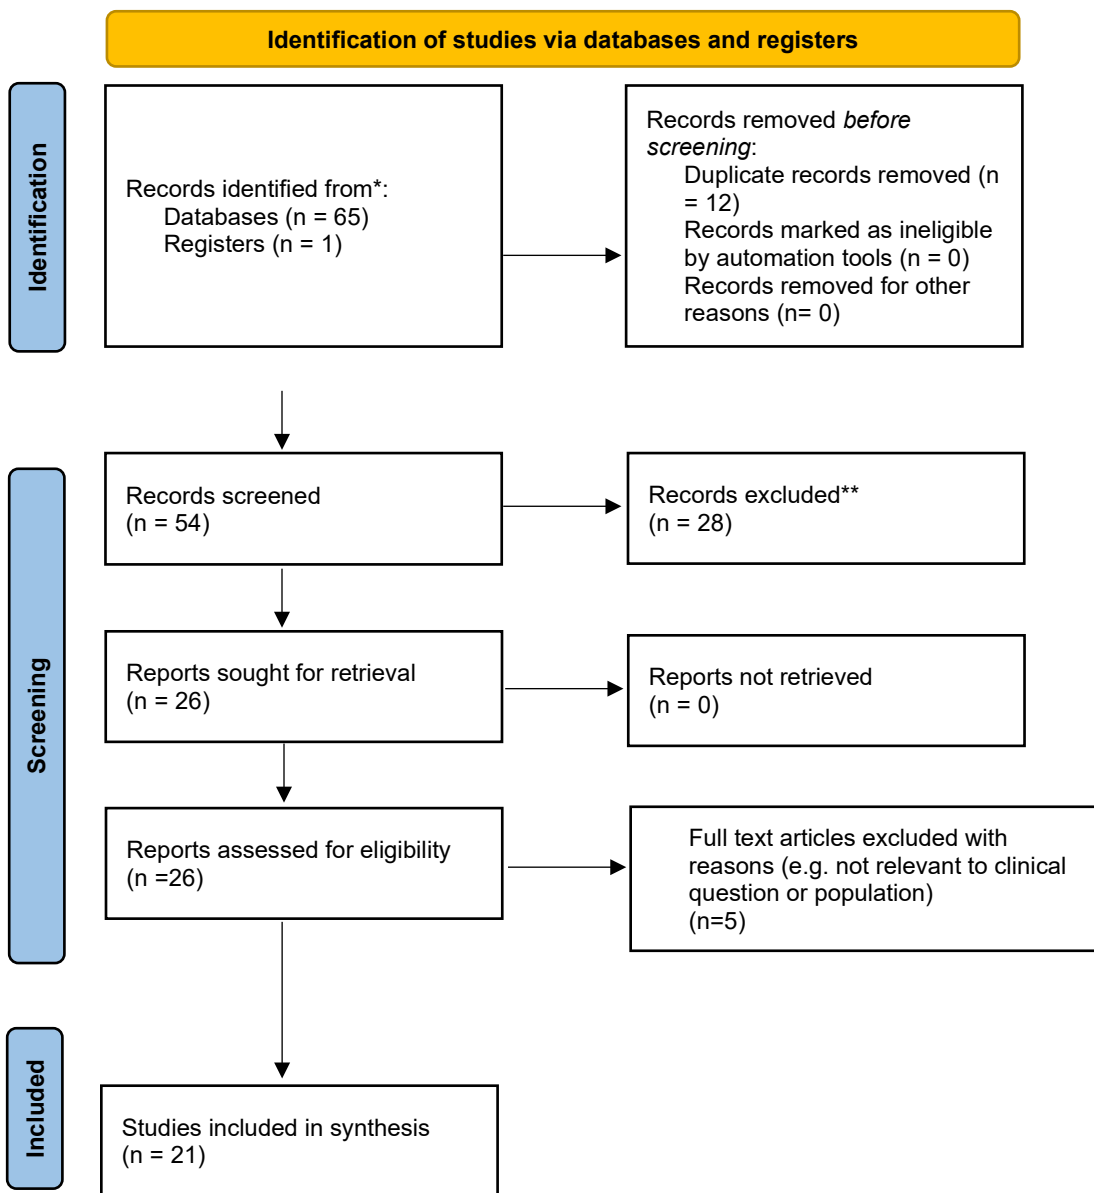 Identification of studies via databases and registers
Identification
Records identified from*:
Databases (n = 65)
Registers (n = 1)
Records removed before
screening:
Duplicate records removed (n
= 12)
Records marked as ineligible
by automation tools (n = 0)
Records removed for other
reasons (n= 0)
Screening
Records screened
(n = 54)
Records excluded**
(n = 28)
Reports sought for retrieval
(n = 26)
Reports not retrieved
(n = 0)
Reports assessed for eligibility
(n =26)
Full text articles excluded with
reasons (e.g. not relevant to clinical
question or population)
(n=5)
Included
Studies included in synthesis
(n = 21)